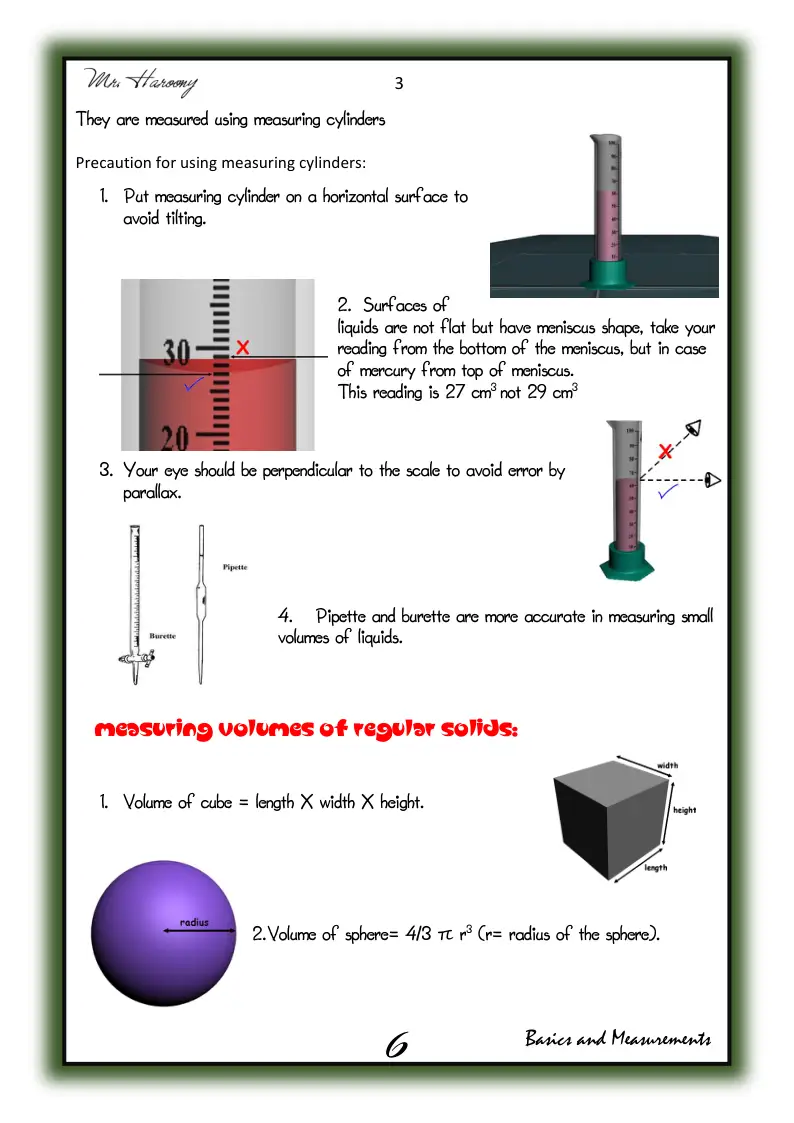 Mr. Haroony
3
They are measured using measuring cylinders
Precaution for using measuring cylinders:
1. Put measuring cylinder on a horizontal surface to
avoid tilting.
30
X
20
2. Surfaces of
liquids are not flat but have meniscus shape, take your
reading from the bottom of the meniscus, but in case
of mercury from top of meniscus.
This reading is 27 cm³ not 29 cm³
X
3. Your eye should be perpendicular to the scale to avoid error by
parallax.
Pipette
Burette
4. Pipette and burette are more accurate in measuring small
volumes of liquids.
measuring volumes of regular solids:
width
height
length
1. Volume of cube = length X width X height.
radius
2.Volume of sphere= 4/3 π r³ (r= radius of the sphere).
6
Basics and Measurements